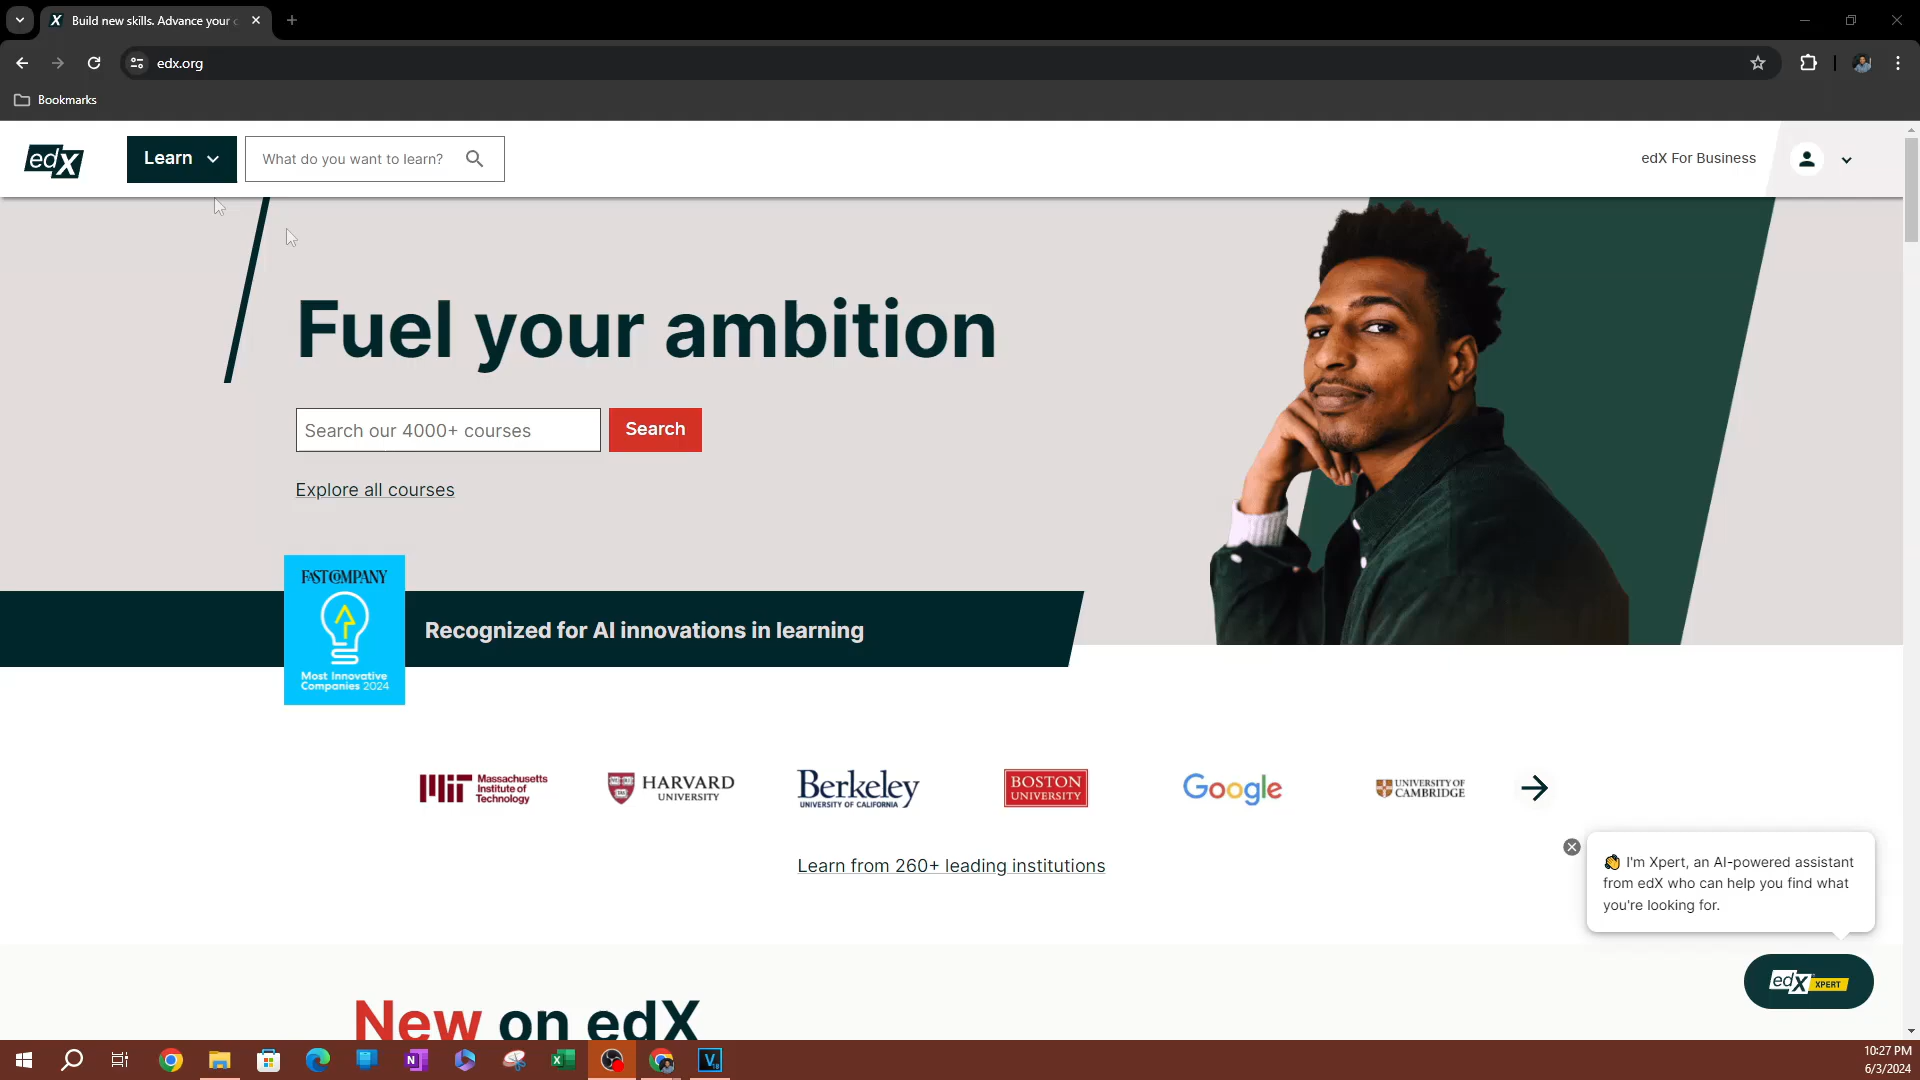 Build new skills. Advance your c
edx.org
Bookmarks
edX
Learn
What do you want to learn?
edX For Business
Fuel your ambition
Search our 4000+ courses
Search
Explore all courses
FAST COMPANY
Most Innovative
Companies 2024
Recognized for AI innovations in learning
MIT
Massachusetts
Institute of
Technology
HARVARD
UNIVERSITY
Berkeley
UNIVERSITY OF CALIFORNIA
BOSTON
UNIVERSITY
Google
UNIVERSITY OF
CAMBRIDGE
Learn from 260+ leading institutions
👋 I'm Xpert, an AI-powered assistant
from edX who can help you find what
you're looking for.
edX XPERT
New on edX
10:27 PM
6/3/2024